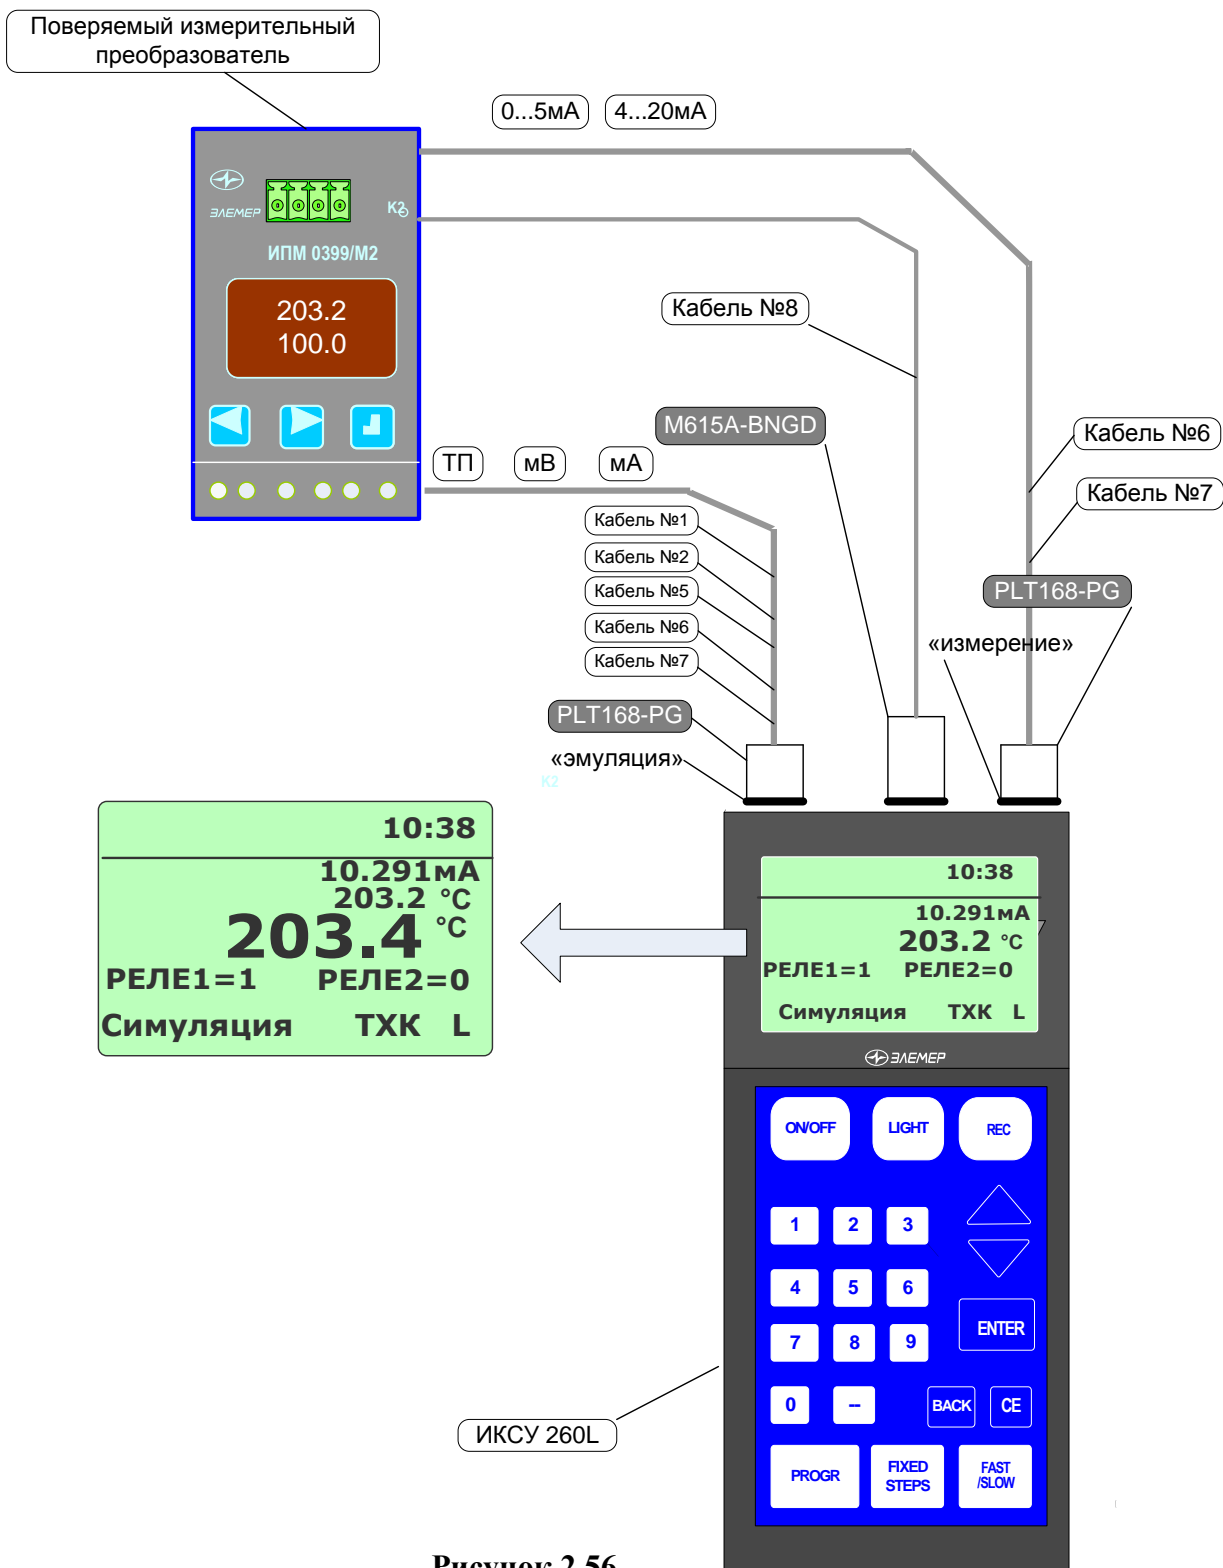 Поверяемый измерительный
преобразователь
0...5мА
4...20мА
ЭЛЕМЕР
K2
ИПМ 0399/М2
203.2
100.0
Кабель №8
M615A-BNGD
Кабель №6
Кабель №7
ТП
мВ
мА
Кабель №1
Кабель №2
Кабель №5
Кабель №6
Кабель №7
PLT168-PG
«измерение»
PLT168-PG
«эмуляция»
K2
10:38
10.291мА
203.2 °C
203.4 °C
РЕЛЕ1=1 РЕЛЕ2=0
Симуляция ТХК L
10:38
10.291мА
203.2 °C
РЕЛЕ1=1 РЕЛЕ2=0
Симуляция ТХК L
ЭЛЕМЕР
ON/OFF
LIGHT
REC
1
2
3
4
5
6
ENTER
7
8
9
0
--
BACK
CE
ИКСУ 260L
PROGR
FIXED
STEPS
FAST
/SLOW
Рисунок 2.56